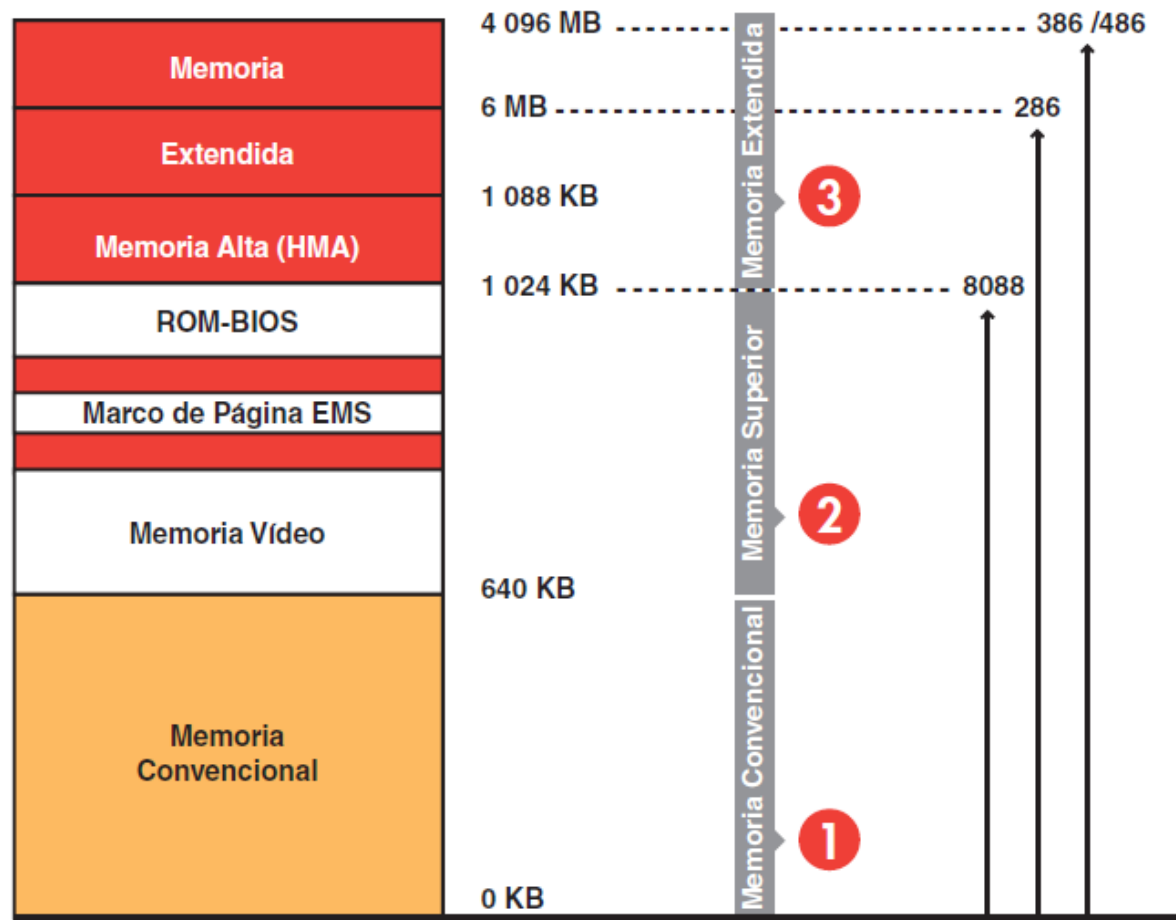 4 096 MB
386 /486
Memoria
6 MB
286
Extendida
1 088 KB
Memoria Alta (HMA)
1 024 KB
8088
ROM-BIOS
Marco de Página EMS
Memoria Vídeo
640 KB
Memoria
Convencional
0 KB
Memoria Extendida
3
Memoria Superior
2
Memoria Convencional
1